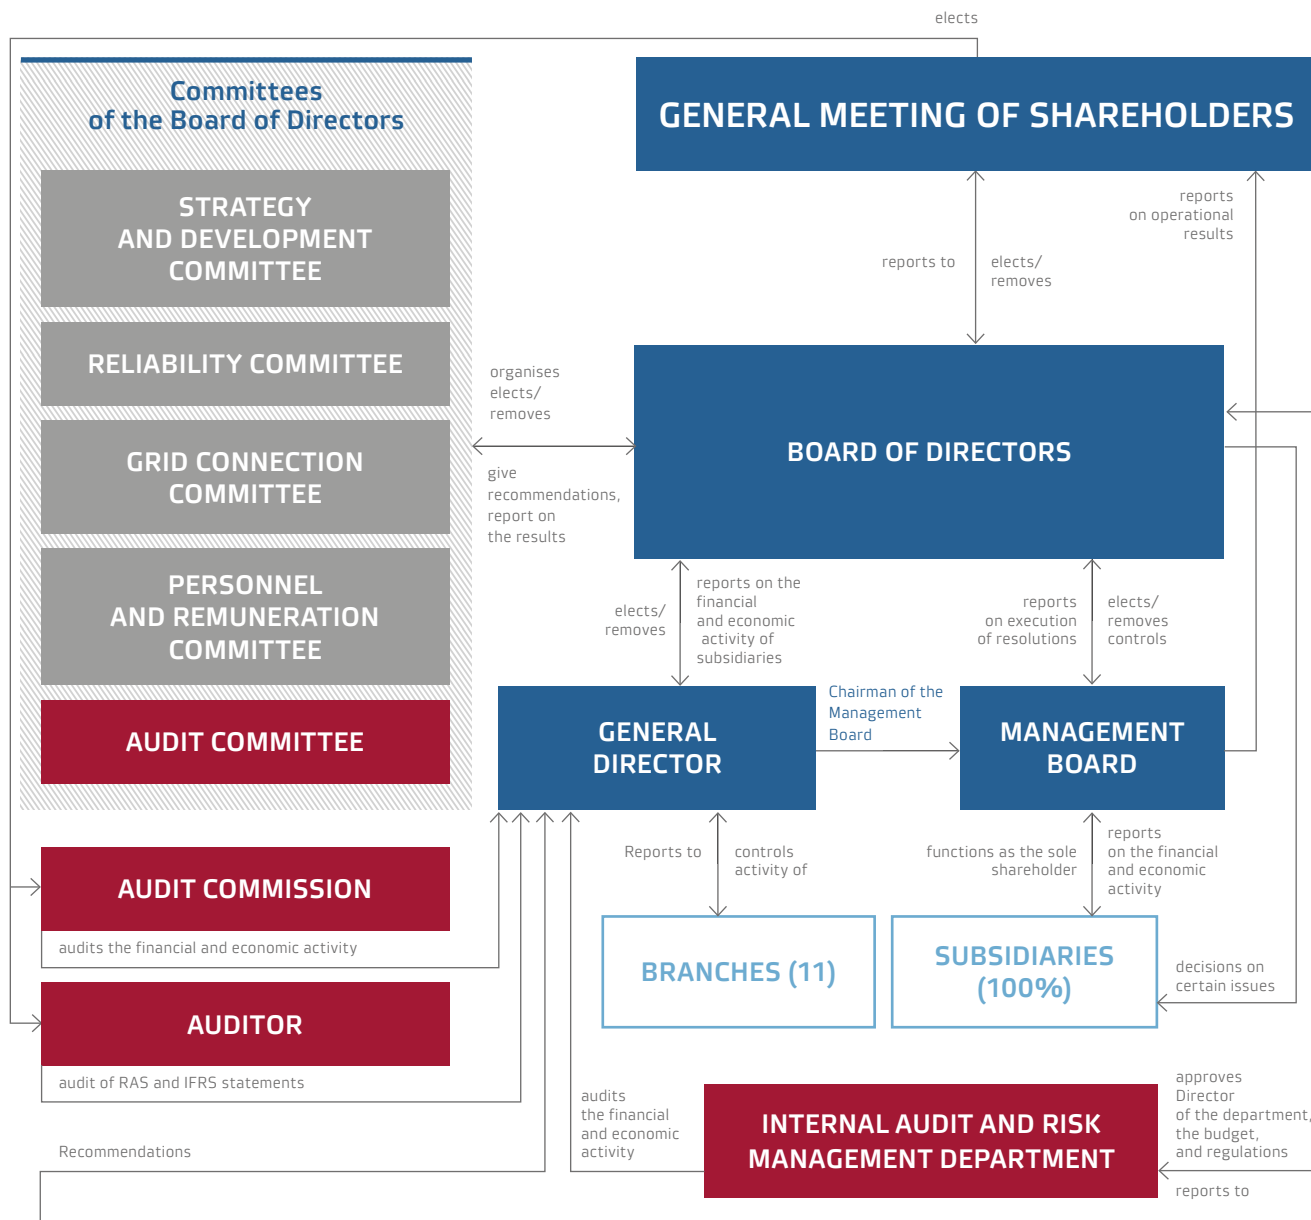 elects
Committees
of the Board of Directors
GENERAL MEETING OF SHAREHOLDERS
STRATEGY
AND DEVELOPMENT
COMMITTEE
reports
on operational
results
reports to
elects/
removes
RELIABILITY COMMITTEE
organises
elects/
removes
BOARD OF DIRECTORS
GRID CONNECTION
COMMITTEE
give
recommendations,
report on
the results
PERSONNEL
AND REMUNERATION
COMMITTEE
elects/
removes
reports on the
financial
and economic
activity of
subsidiaries
reports
on execution
of resolutions
elects/
removes
controls
AUDIT COMMITTEE
GENERAL
DIRECTOR
Chairman of the
Management
Board
MANAGEMENT
BOARD
AUDIT COMMISSION
audits the financial and economic activity
Reports to
controls
activity of
functions as the sole
shareholder
reports
on the financial
and economic
activity
BRANCHES (11)
SUBSIDIARIES
(100%)
decisions on
certain issues
AUDITOR
audit of RAS and IFRS statements
audits
the financial
and economic
activity
INTERNAL AUDIT AND RISK
MANAGEMENT DEPARTMENT
approves
Director
of the department,
the budget,
and regulations
reports to
Recommendations